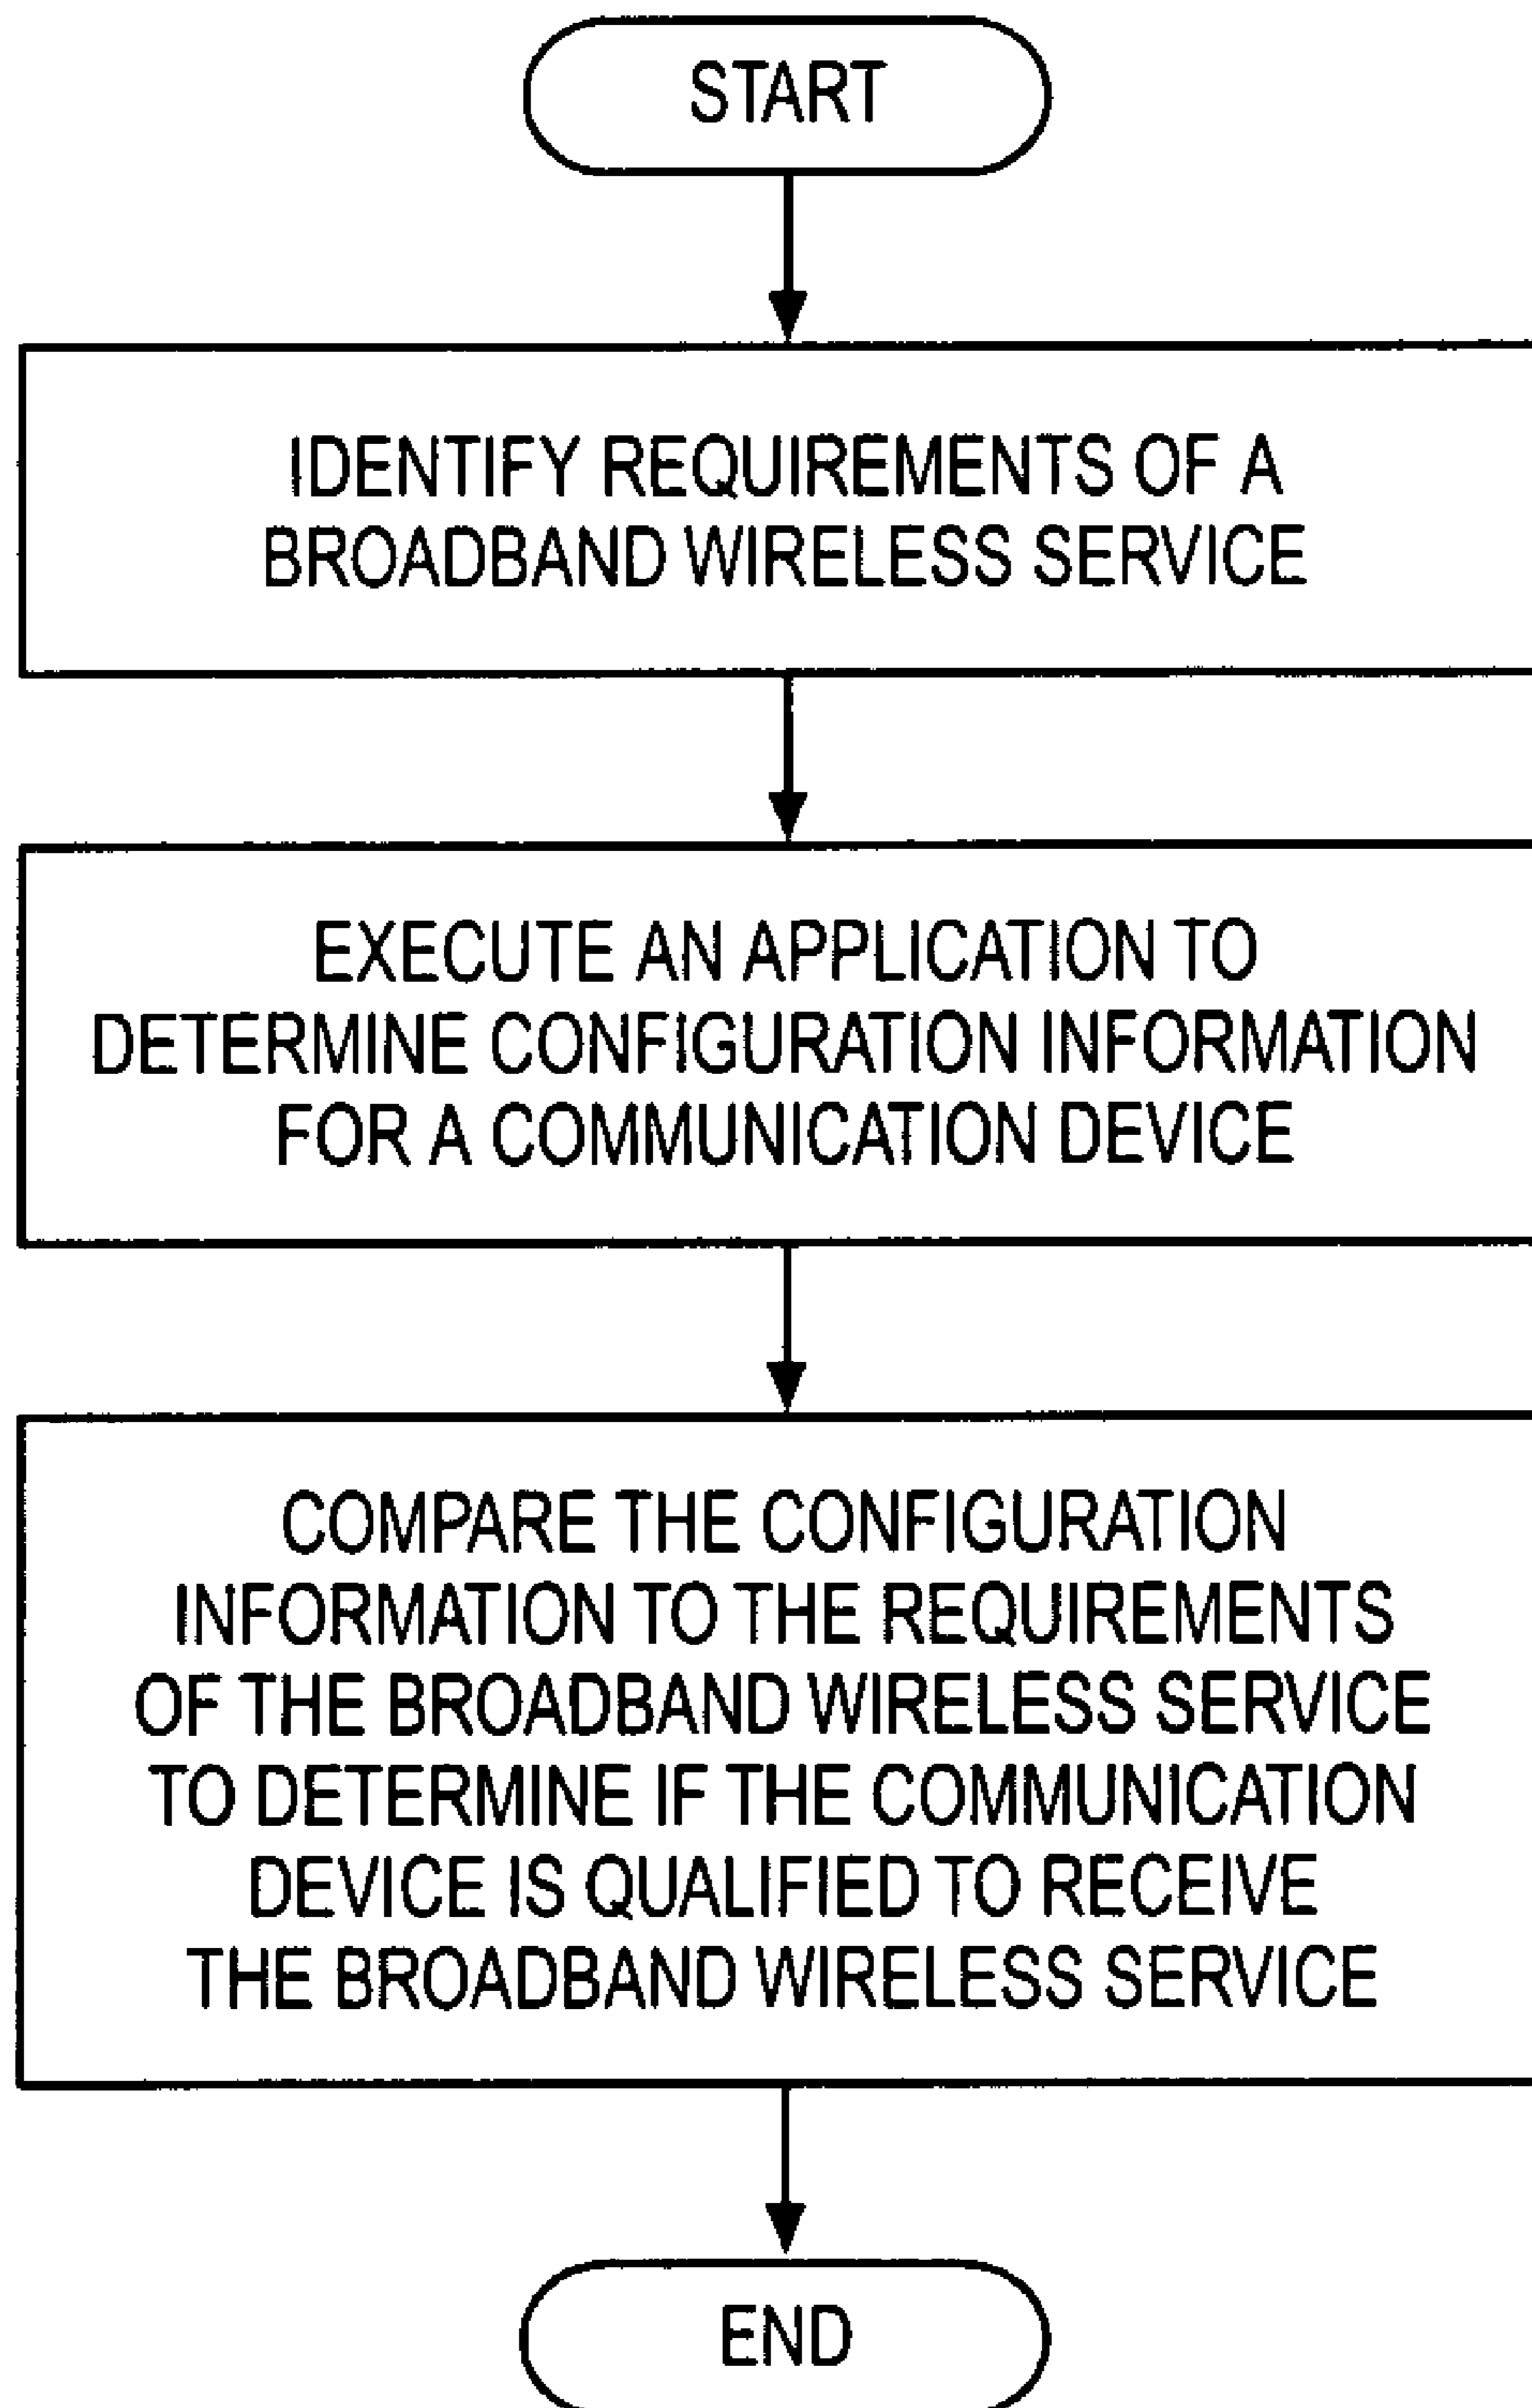 START
IDENTIFY REQUIREMENTS OF A
BROADBAND WIRELESS SERVICE
EXECUTE AN APPLICATION TO
DETERMINE CONFIGURATION INFORMATION
FOR A COMMUNICATION DEVICE
COMPARE THE CONFIGURATION
INFORMATION TO THE REQUIREMENTS
OF THE BROADBAND WIRELESS SERVICE
TO DETERMINE IF THE COMMUNICATION
DEVICE IS QUALIFIED TO RECEIVE
THE BROADBAND WIRELESS SERVICE
END